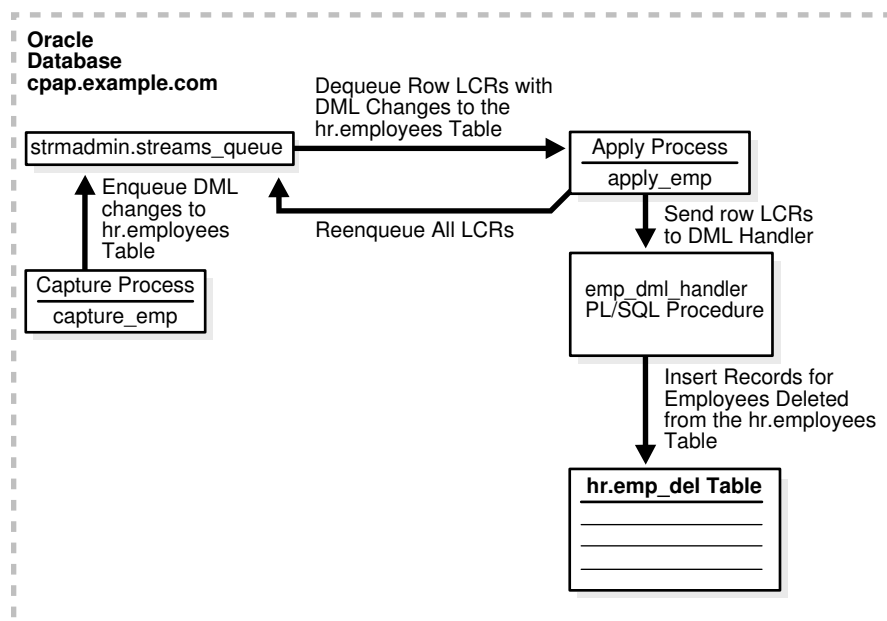 Oracle
Database
cpap.example.com
Dequeue Row LCRs with
DML Changes to the
hr.employees Table
strmadmin.streams_queue
Apply Process
apply_emp
Enqueue DML
changes to
hr.employees
Table
Reenqueue All LCRs
Send row LCRs
to DML Handler
Capture Process
capture_emp
emp_dml_handler
PL/SQL Procedure
Insert Records for
Employees Deleted
from the hr.employees
Table
hr.emp_del Table